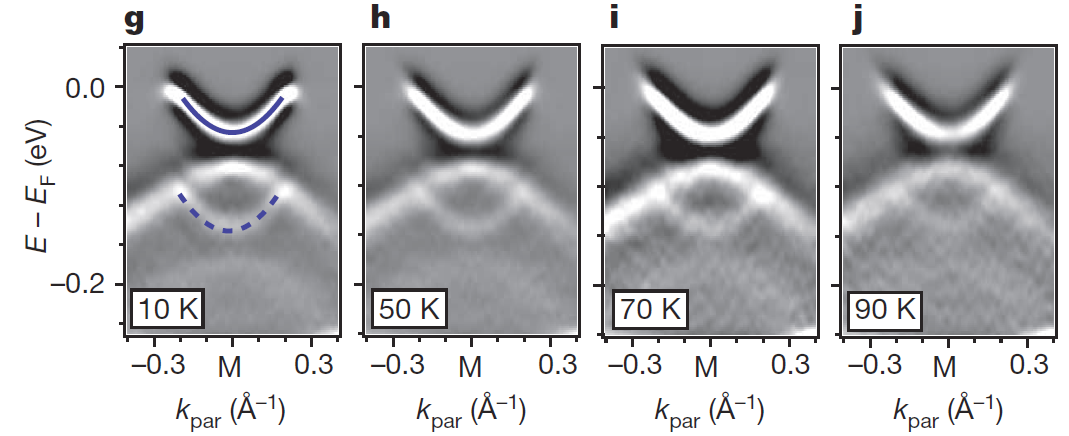 g h i j
0.0
−0.2
E – E_F (eV)
10 K 50 K 70 K 90 K
−0.3 M 0.3 −0.3 M 0.3 −0.3 M 0.3 −0.3 M 0.3
k_par (Å⁻¹) k_par (Å⁻¹) k_par (Å⁻¹) k_par (Å⁻¹)